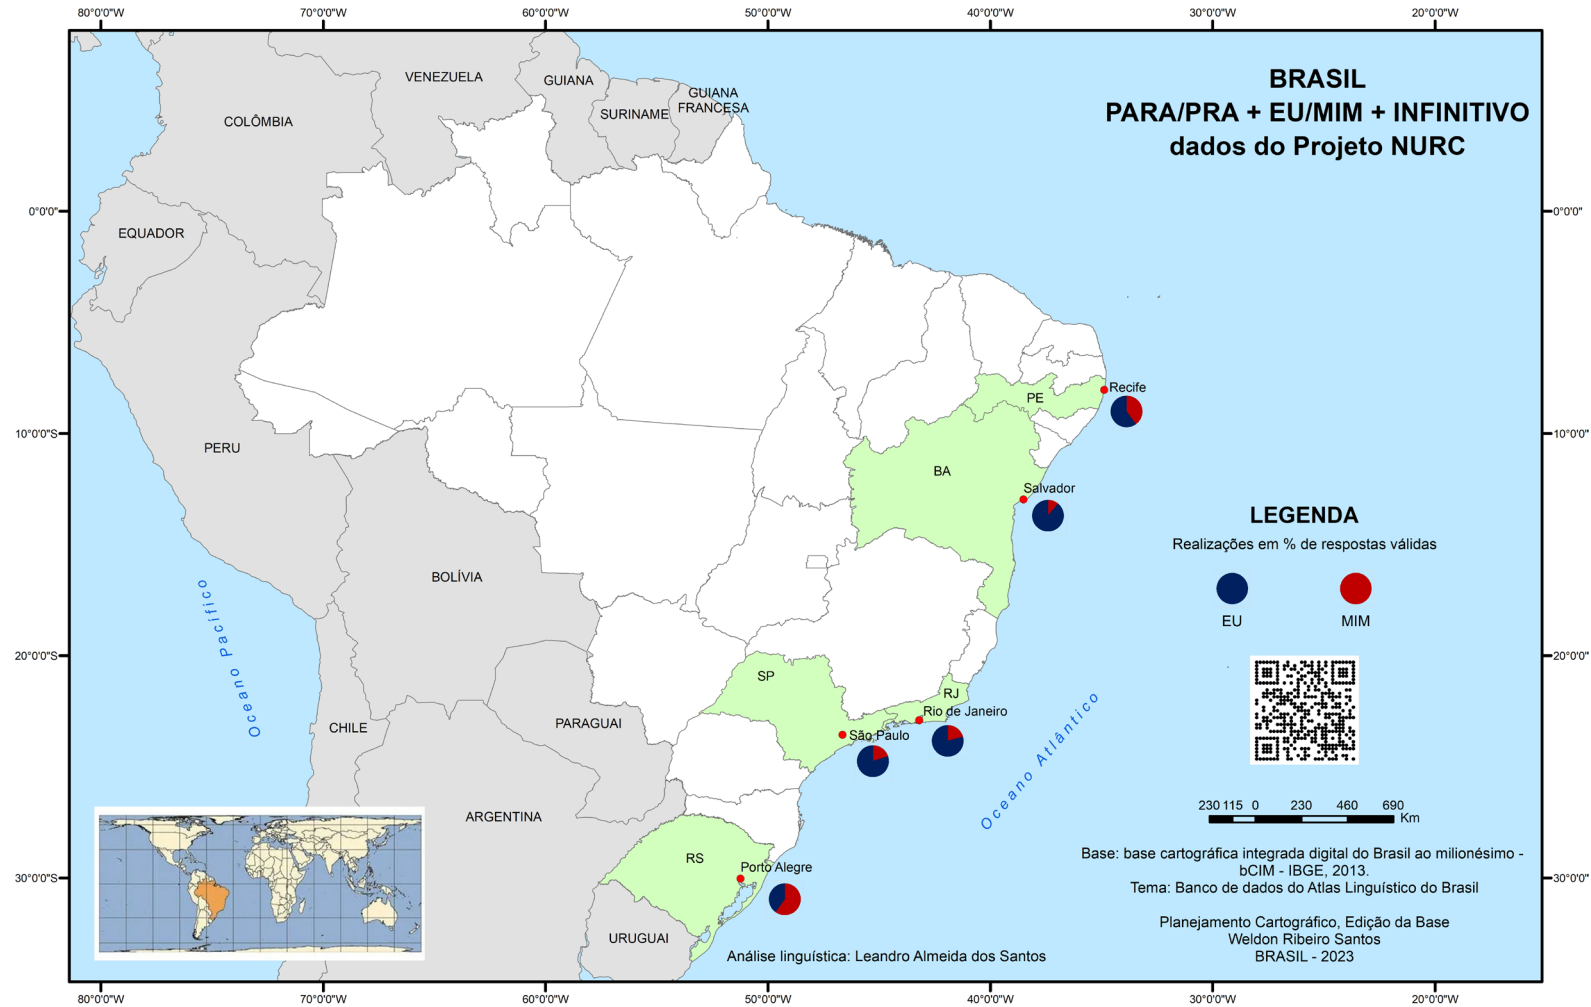 80°0'0"W 70°0'0"W 60°0'0"W 50°0'0"W 40°0'0"W 30°0'0"W 20°0'0"W
BRASIL
PARA/PRA + EU/MIM + INFINITIVO
dados do Projeto NURC
VENEZUELA
GUIANA
GUIANA
FRANCESA
SURINAME
COLÔMBIA
0°0'0" 0°0'0"
EQUADOR
Recife
PE
10°0'0"S 10°0'0"
PERU
BA
Salvador
LEGENDA
Realizações em % de respostas válidas
EU MIM
BOLÍVIA
Oceano Pacífico
20°0'0"S 20°0'0"
SP
RJ
Rio de Janeiro
São Paulo
PARAGUAI
CHILE
Oceano Atlântico
230 115 0 230 460 690
Km
ARGENTINA
RS
Porto Alegre
30°0'0"S 30°0'0"
URUGUAI
Base: base cartográfica integrada digital do Brasil ao milionésimo -
bCIM - IBGE, 2013.
Tema: Banco de dados do Atlas Linguístico do Brasil
Planejamento Cartográfico, Edição da Base
Weldon Ribeiro Santos
BRASIL - 2023
Análise linguística: Leandro Almeida dos Santos
80°0'0"W 70°0'0"W 60°0'0"W 50°0'0"W 40°0'0"W 30°0'0"W 20°0'0"W